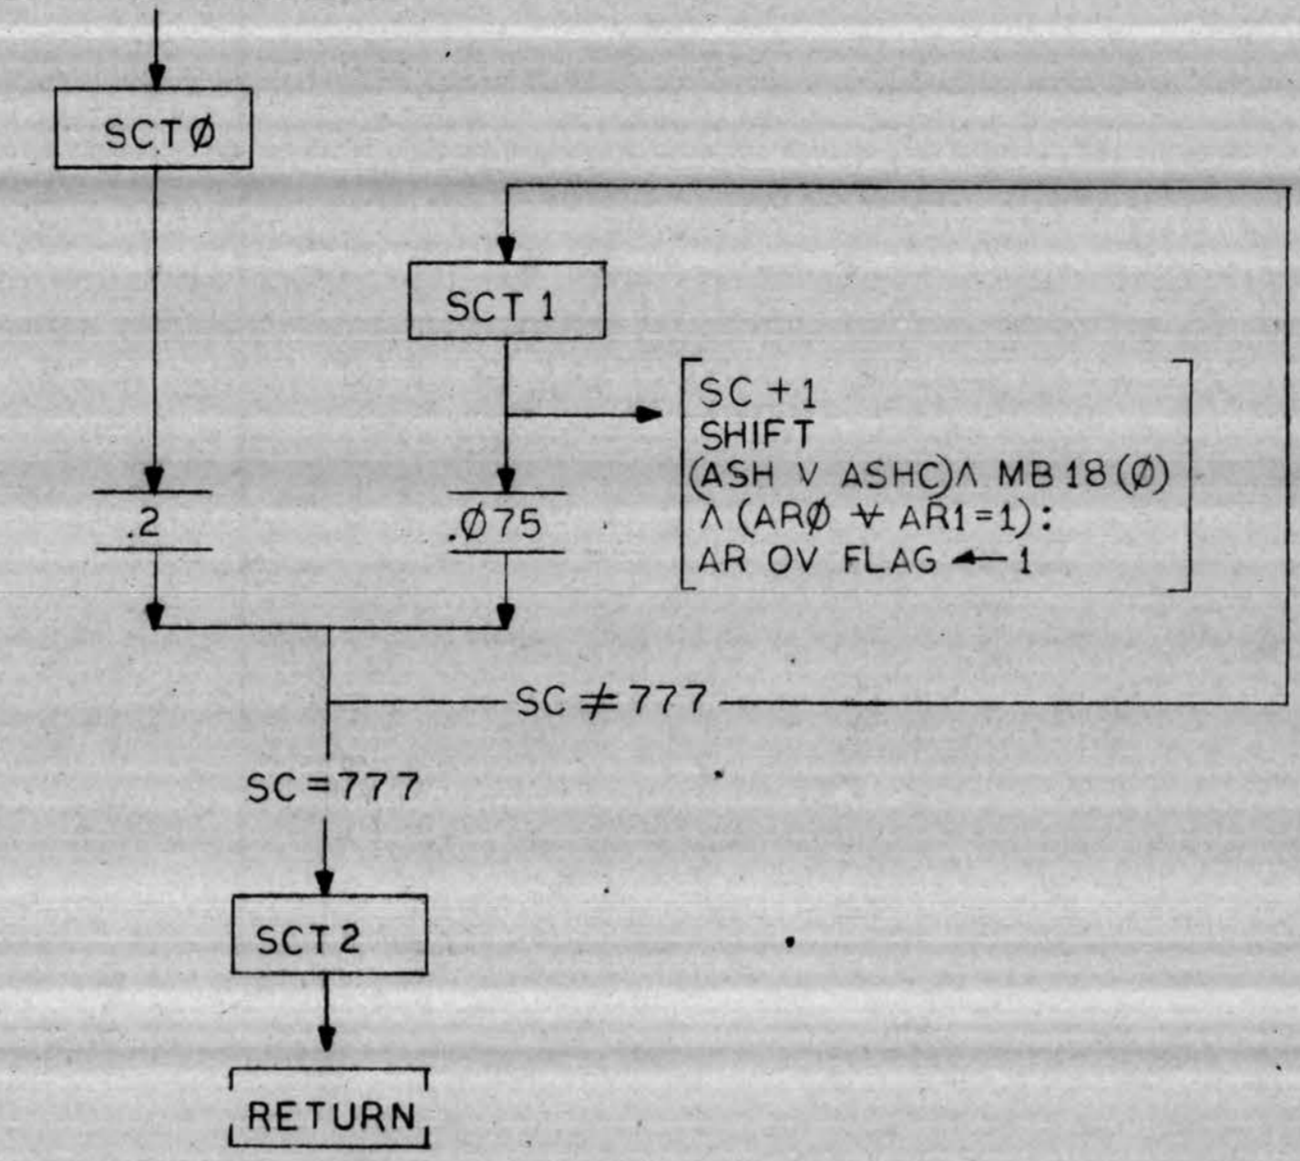 SCTØ
SCT 1
SC + 1
SHIFT
(ASH V ASHC)Λ MB 18 (Ø)
Λ (ARØ ⊻ AR1=1):
AR OV FLAG ← 1
.2
.Ø75
SC ≠ 777
SC = 777
SCT 2
RETURN